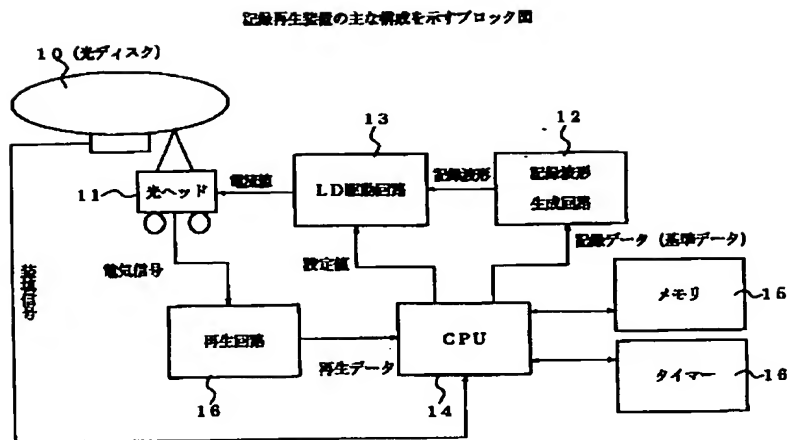 記録再生装置の主な構成を示すブロック図
10(光ディスク)
13
12
11
光ヘッド
電流値
LD駆動回路
記録波形
記録波形
生成回路
装填信号
電気信号
設定値
記録データ(基準データ)
再生回路
再生データ
CPU
メモリ
15
タイマー
16
16
14